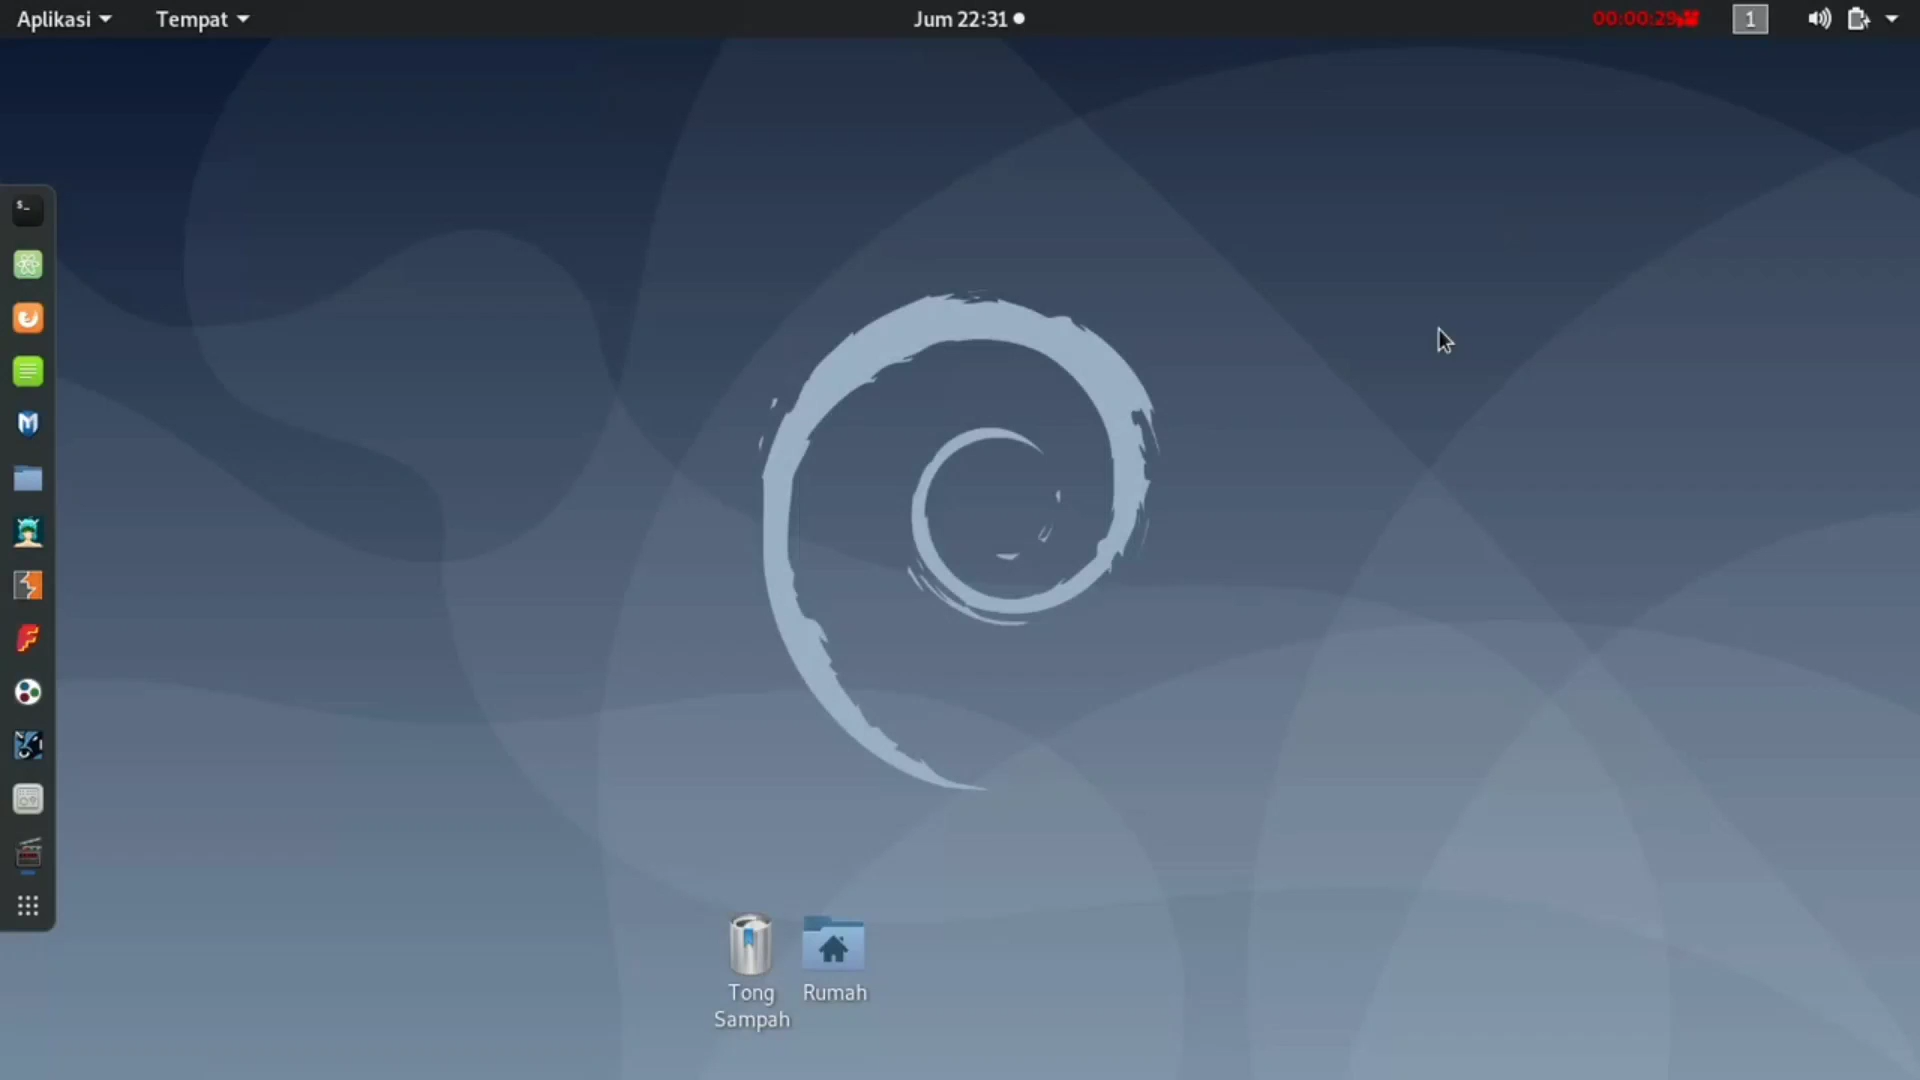 Aplikasi
Tempat
Jum 22:31
00:00:29
1
$_
Tong
Sampah
Rumah